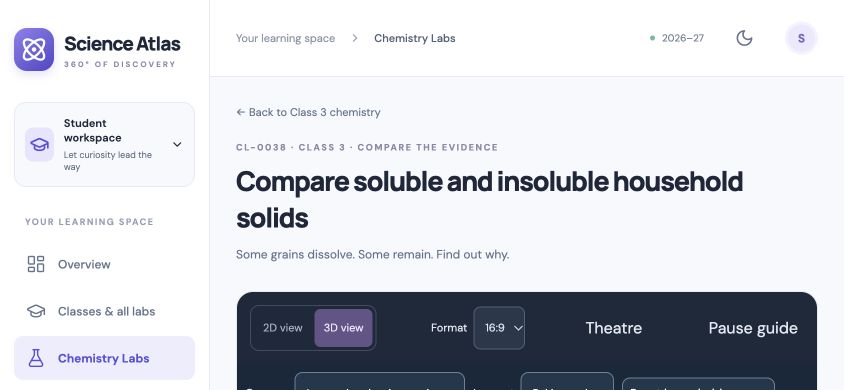 Science Atlas
360° OF DISCOVERY
Student
workspace
Let curiosity lead the
way
YOUR LEARNING SPACE
Overview
Classes & all labs
Chemistry Labs
Your learning space > Chemistry Labs
2026–27
S
← Back to Class 3 chemistry
CL-0038 · CLASS 3 · COMPARE THE EVIDENCE
Compare soluble and insoluble household
solids
Some grains dissolve. Some remain. Find out why.
2D view 3D view Format 16:9 Theatre Pause guide